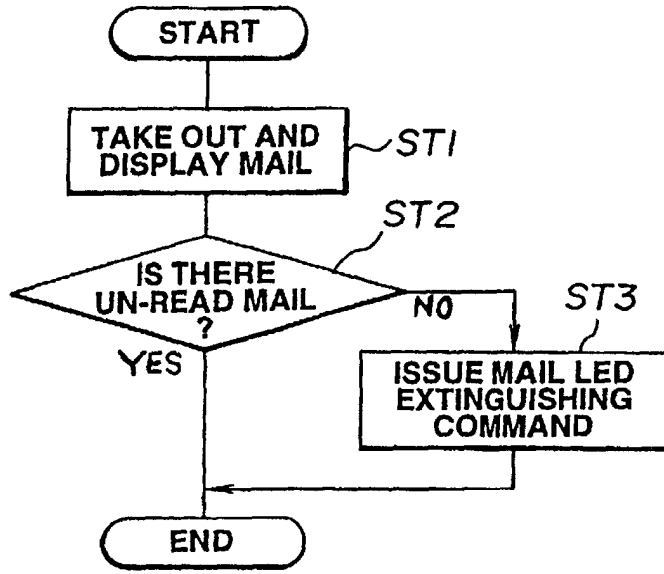 START
TAKE OUT AND
DISPLAY MAIL
ST1
ST2
IS THERE
UN-READ MAIL
?
NO
YES
ST3
ISSUE MAIL LED
EXTINGUISHING
COMMAND
END